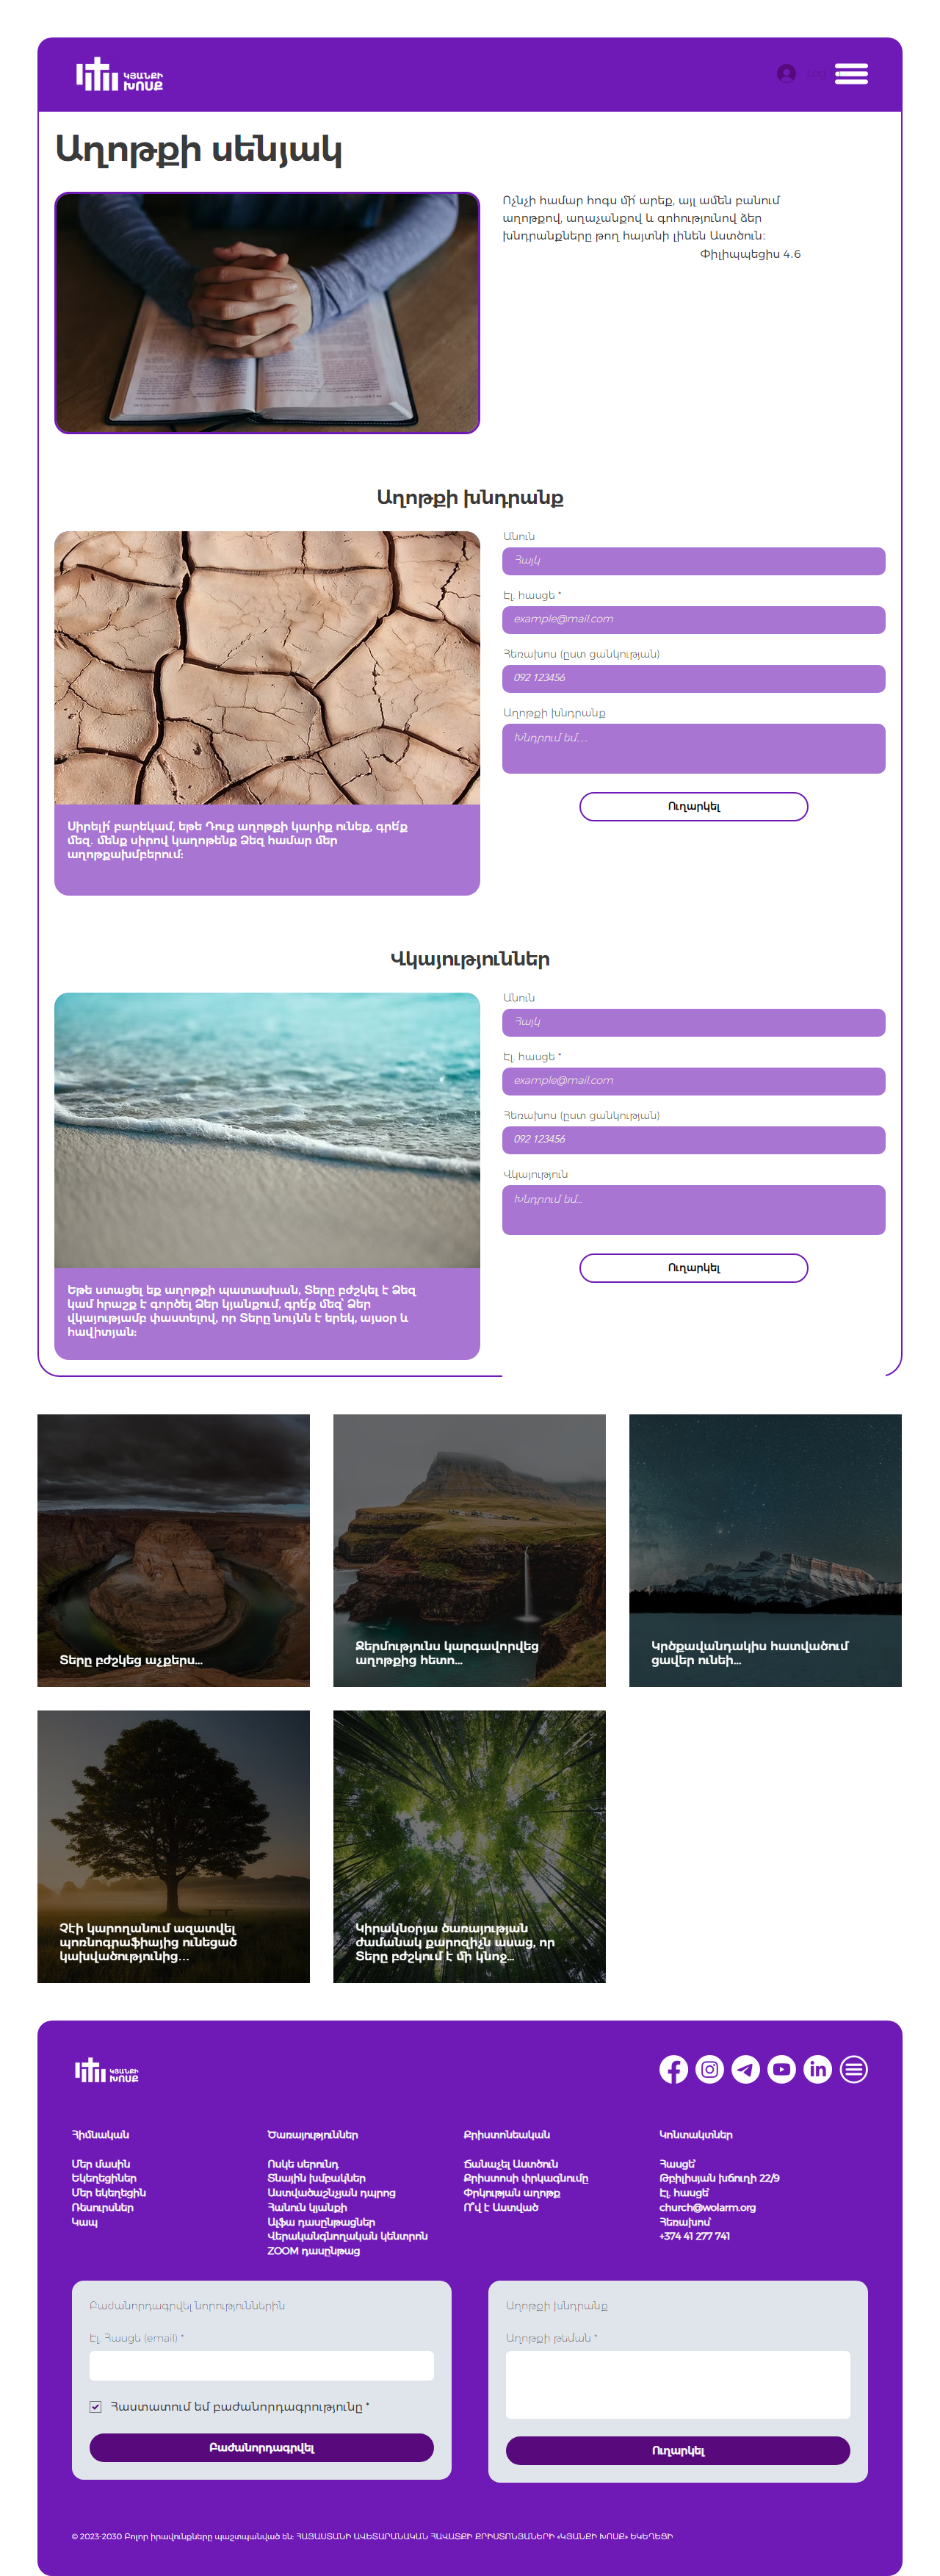 ԿՅԱՆՔԻ
ԽՈՍՔ
Աղոթքի սենյակ
Ոչնչի համար հոգս մի՛ արեք, այլ ամեն բանում
աղոթքով, աղաչանքով և գոհությունով ձեր
խնդրանքները թող հայտնի լինեն Աստծուն:
Փիլիպպեցիս 4.6
Աղոթքի խնդրանք
Անուն
Հայկ
Էլ. հասցե *
example@mail.com
Հեռախոս (ըստ ցանկության)
092 123456
Աղոթքի խնդրանք
Խնդրում եմ...
Ուղարկել
Սիրելի՛ բարեկամ, եթե Դուք աղոթքի կարիք ունեք, գրե՛ք
մեզ. մենք սիրով կաղոթենք Ձեզ համար մեր
աղոթքախմբերում:
Վկայություններ
Անուն
Հայկ
Էլ. հասցե *
example@mail.com
Հեռախոս (ըստ ցանկության)
092 123456
Վկայություն
Խնդրում եմ...
Ուղարկել
Եթե ստացել եք աղոթքի պատասխան, Տերը բժշկել է Ձեզ
կամ հրաշք է գործել Ձեր կյանքում, գրե՛ք մեզ՝ Ձեր
վկայությամբ փաստելով, որ Տերը նույնն է երեկ, այսօր և
հավիտյան:
Տերը բժշկեց աչքերս...
Ջերմությունս կարգավորվեց
աղոթքից հետո...
Կրծքավանդակիս հատվածում
ցավեր ունեի...
Չէի կարողանում ազատվել
պոռնոգրաֆիայից ունեցած
կախվածությունից...
Կիրակնօրյա ծառայության
ժամանակ քարոզիչն ասաց, որ
Տերը բժշկում է մի կնոջ...
ԿՅԱՆՔԻ
ԽՈՍՔ
Հիմնական
Մեր մասին
Եկեղեցիներ
Մեր եկեղեցին
Ռեսուրսներ
Կապ
Ծառայություններ
Ոսկե սերունդ
Տնային խմբակներ
Աստվածաշնչյան դպրոց
Հանուն կյանքի
Ալֆա դասընթացներ
Վերականգնողական կենտրոն
ZOOM դասընթաց
Քրիստոնեական
Ճանաչել Աստծուն
Քրիստոսի փրկագնումը
Փրկության աղոթք
Ո՞վ է Աստված
Կոնտակտներ
Հասցե՝
Թբիլիսյան խճուղի 22/9
Էլ. հասցե՝
church@wolarm.org
Հեռախոս՝
+374 41 277 741
Բաժանորդագրվել նորություններին
Էլ. Հասցե (email) *
Հաստատում եմ բաժանորդագրությունը *
Բաժանորդագրվել
Աղոթքի խնդրանք
Աղոթքի թեման *
Ուղարկել
© 2023-2030 Բոլոր իրավունքները պաշտպանված են: ՀԱՅԱՍՏԱՆԻ ԱՎԵՏԱՐԱՆԱԿԱՆ ՀԱՎԱՏՔԻ ՔՐԻՍՏՈՆՅԱՆԵՐԻ «ԿՅԱՆՔԻ ԽՈՍՔ» ԵԿԵՂԵՑԻ